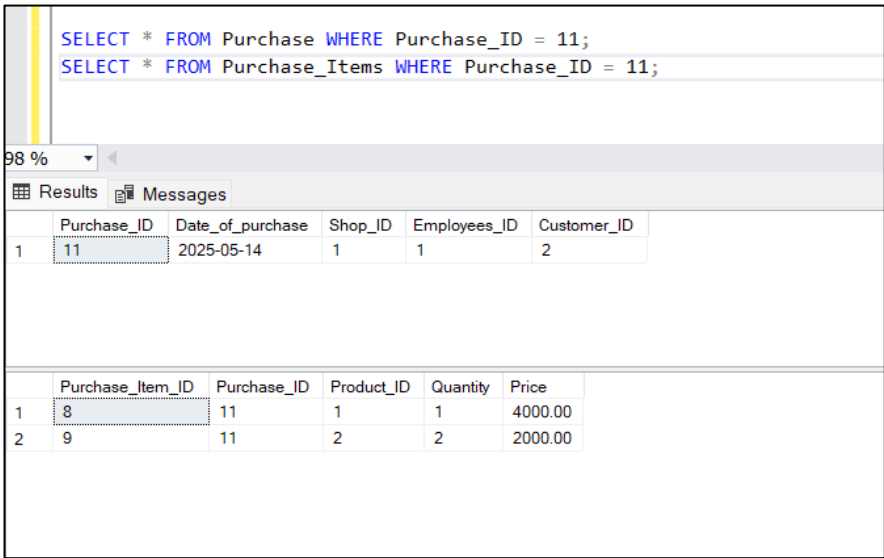 SELECT * FROM Purchase WHERE Purchase_ID = 11;
SELECT * FROM Purchase_Items WHERE Purchase_ID = 11;
98 %
Results Messages
Purchase_ID Date_of_purchase Shop_ID Employees_ID Customer_ID
1 11 2025-05-14 1 1 2
Purchase_Item_ID Purchase_ID Product_ID Quantity Price
1 8 11 1 1 4000.00
2 9 11 2 2 2000.00